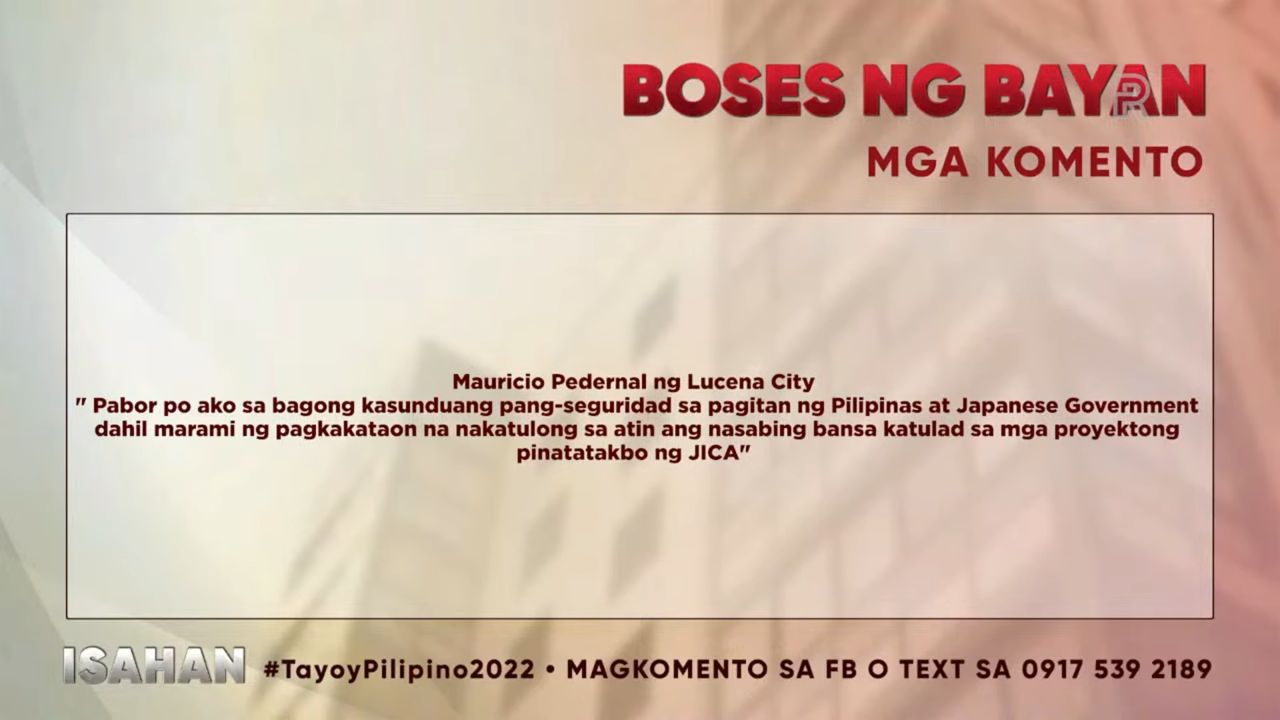 BOSES NG BAYAN
MGA KOMENTO
Mauricio Pedernal ng Lucena City
" Pabor po ako sa bagong kasunduang pang-seguridad sa pagitan ng Pilipinas at Japanese Government
dahil marami ng pagkakataon na nakatulong sa atin ang nasabing bansa katulad sa mga proyektong
pinatatakbo ng JICA"
ISAHAN #TayoyPilipino2022 • MAGKOMENTO SA FB O TEXT SA 0917 539 2189